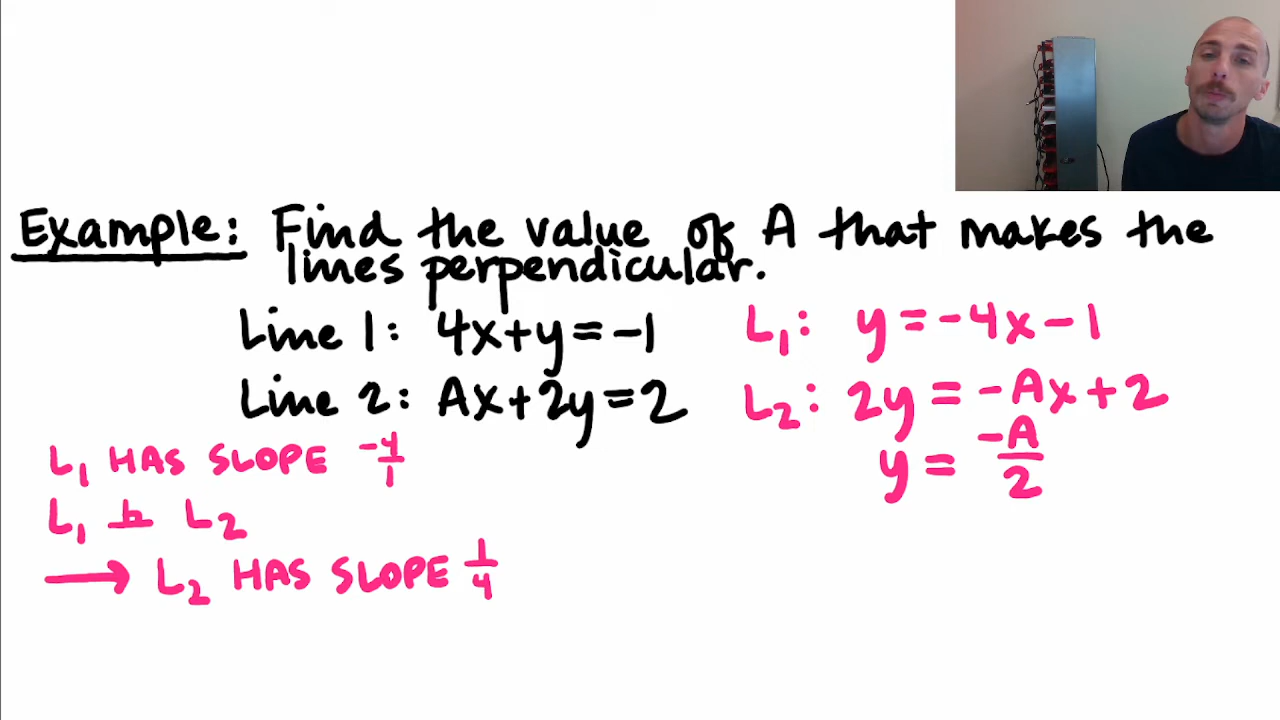 Example: Find the value of A that makes the
lines perpendicular.
Line 1: 4x+y=-1
Line 2: Ax+2y=2
L₁: y=-4x-1
L₂: 2y=-Ax+2
y=-A/2
L₁ HAS SLOPE -4/1
L₁ ⊥ L₂
→ L₂ HAS SLOPE 1/4